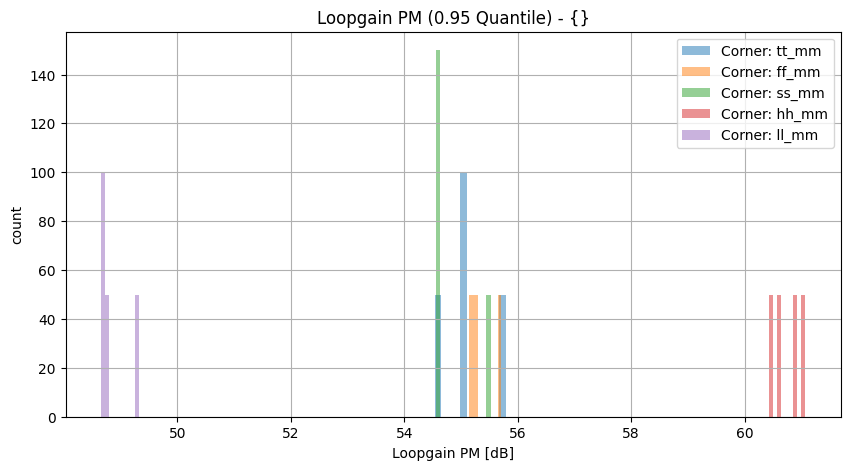 Loopgain PM (0.95 Quantile) - {}
Corner: tt_mm
Corner: ff_mm
Corner: ss_mm
Corner: hh_mm
Corner: ll_mm
140
120
100
80
60
40
20
0
count
50 52 54 56 58 60
Loopgain PM [dB]